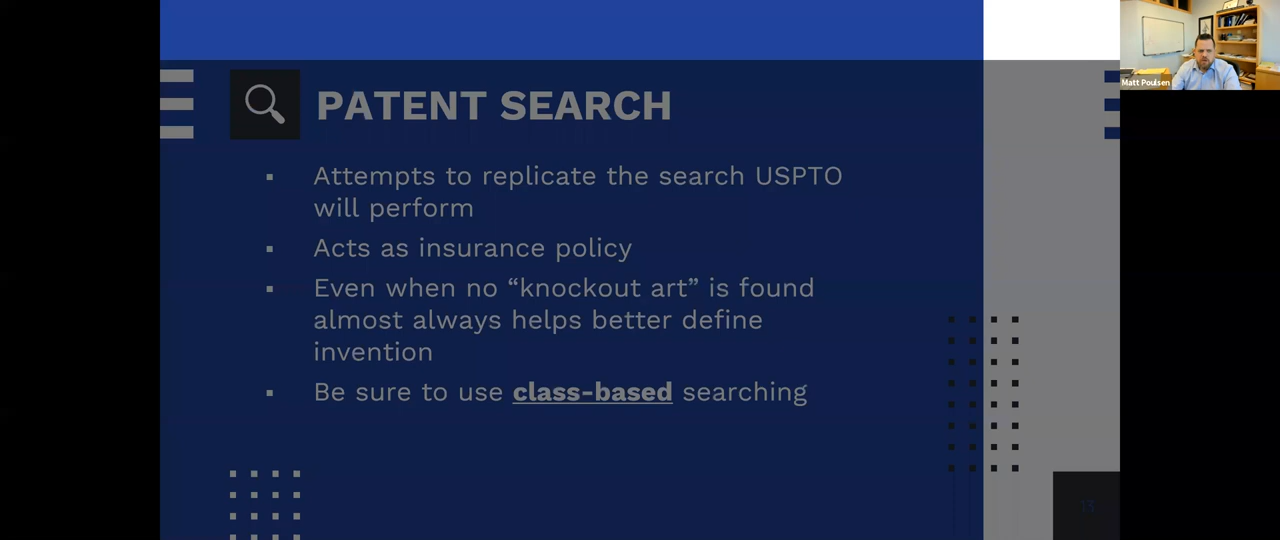 PATENT SEARCH
Attempts to replicate the search USPTO
will perform
Acts as insurance policy
Even when no “knockout art” is found
almost always helps better define
invention
Be sure to use class-based searching
13
Matt Poulsen